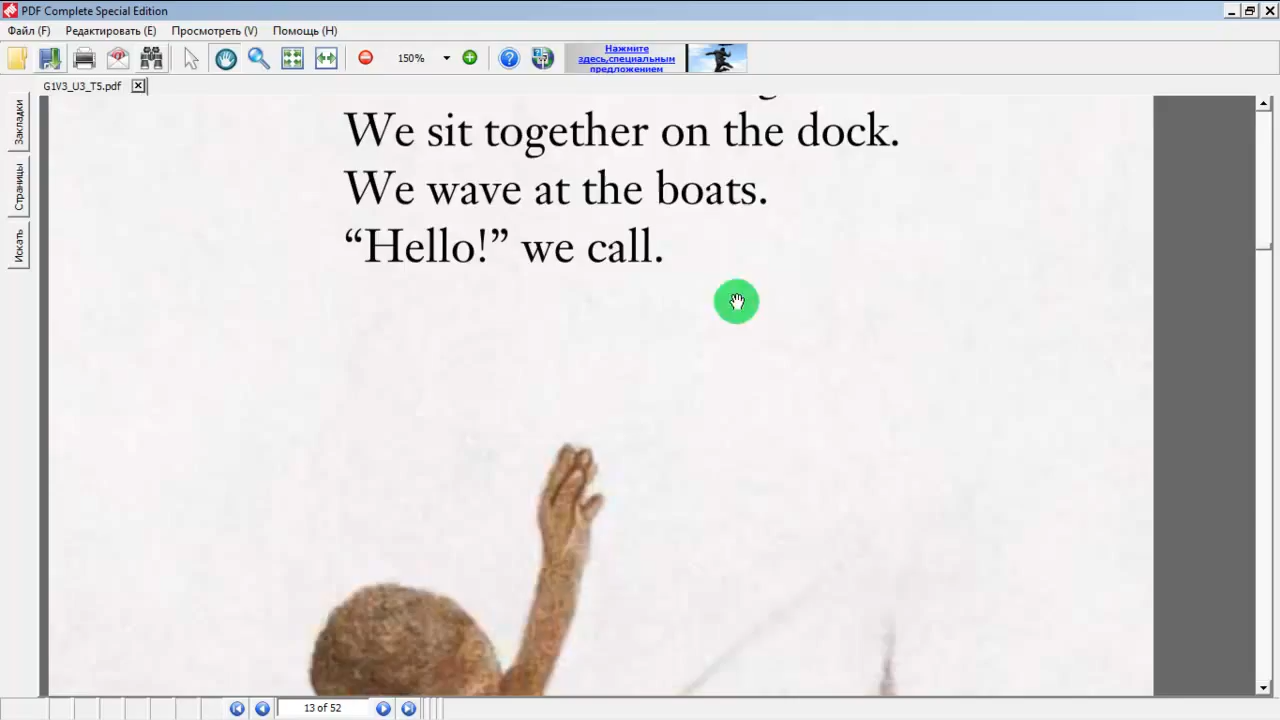 PDF Complete Special Edition
Файл (F) Редактировать (E) Просмотреть (V) Помощь (H)
150%
Нажмите
здесь,специальным
предложением
G1V3_U3_T5.pdf
Закладки
Страницы
Искать
We sit together on the dock.
We wave at the boats.
“Hello!” we call.
13 of 52